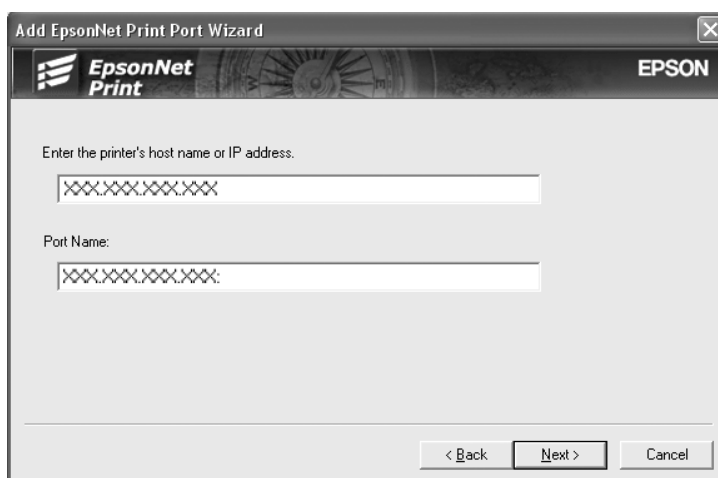 Add EpsonNet Print Port Wizard
EpsonNet
Print
EPSON
W
E
Enter the printer's host name or IP address.
XXX.XXX.XXX.XXX
Port Name:
XXX.XXX.XXX.XXX:
< Back
Next >
Cancel